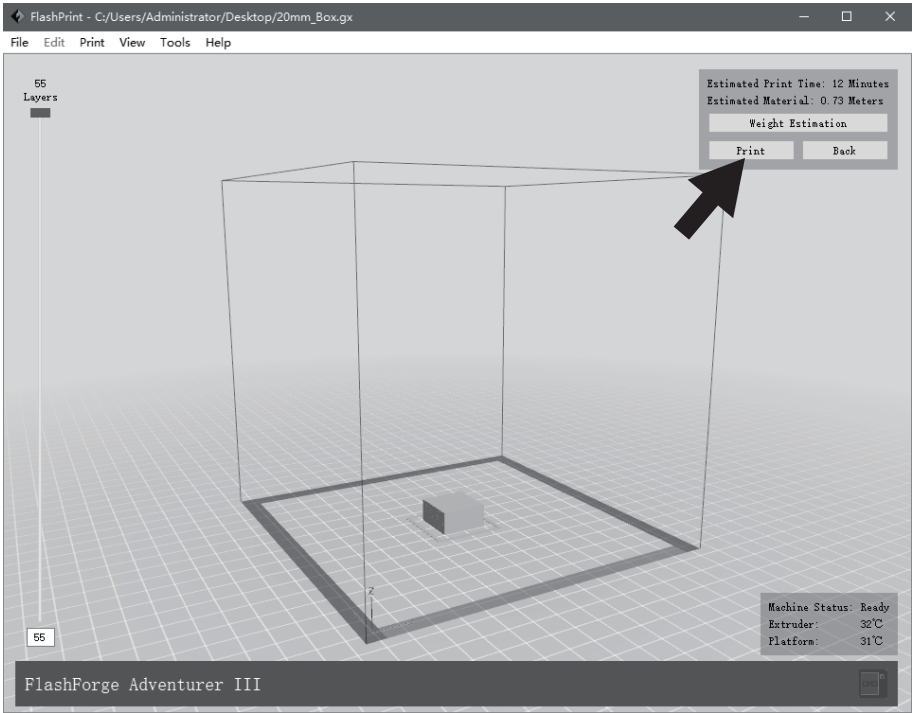 FlashPrint - C:/Users/Administrator/Desktop/20mm_Box.gx
File Edit Print View Tools Help
55
Layers
Estimated Print Time: 12 Minutes
Estimated Material: 0.73 Meters
Weight Estimation
Print Back
Z
Machine Status: Ready
Extruder: 32℃
Platform: 31℃
55
FlashForge Adventurer III